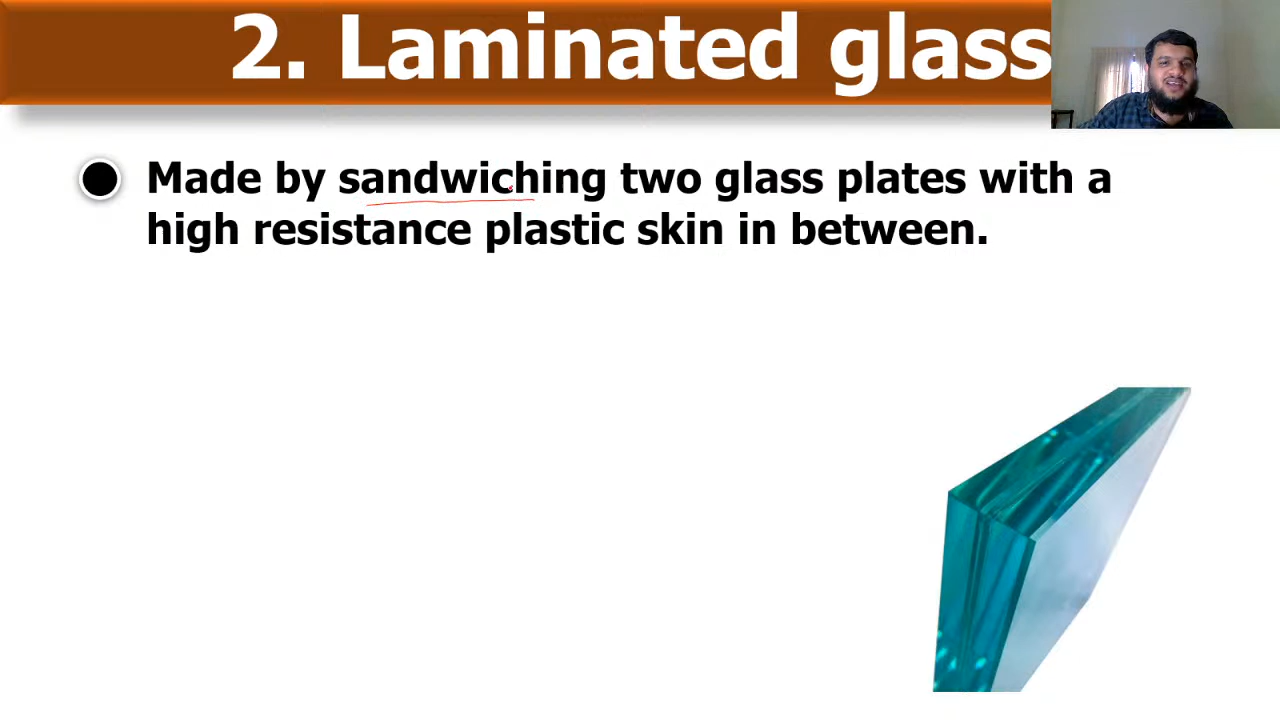 2. Laminated glass
Made by sandwiching two glass plates with a
high resistance plastic skin in between.